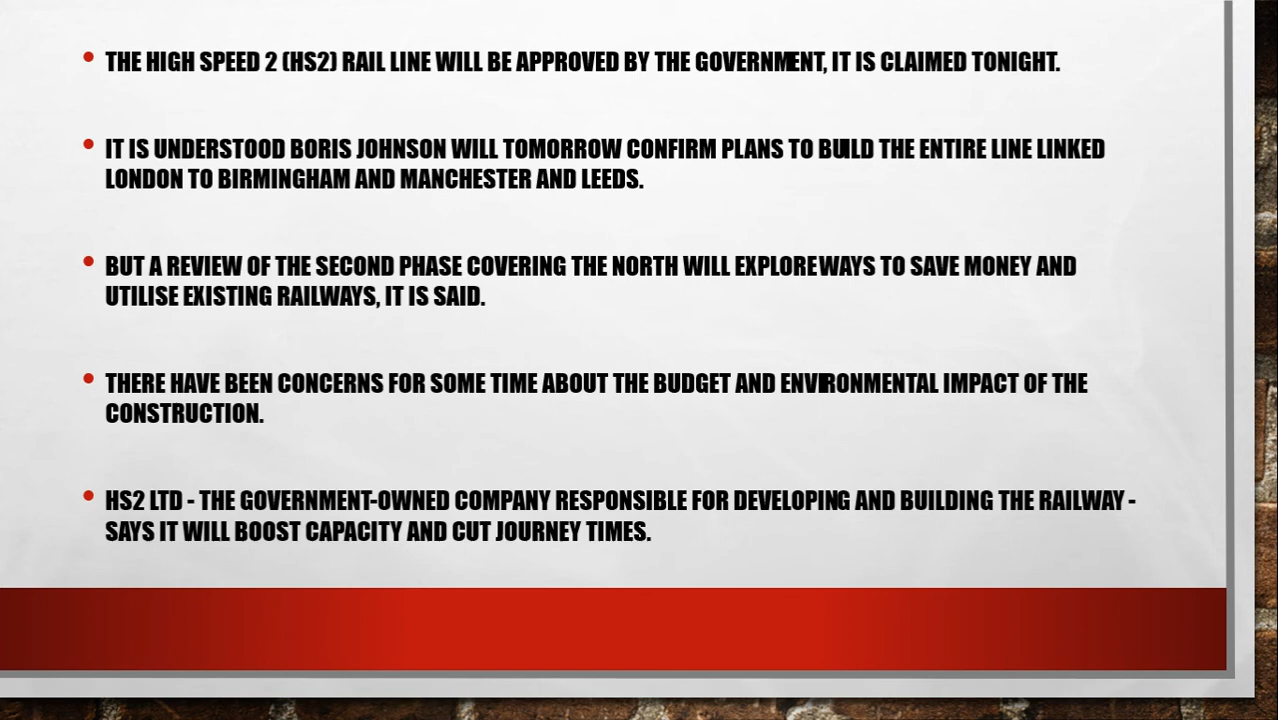 • THE HIGH SPEED 2 (HS2) RAIL LINE WILL BE APPROVED BY THE GOVERNMENT, IT IS CLAIMED TONIGHT.
• IT IS UNDERSTOOD BORIS JOHNSON WILL TOMORROW CONFIRM PLANS TO BUILD THE ENTIRE LINE LINKED
LONDON TO BIRMINGHAM AND MANCHESTER AND LEEDS.
• BUT A REVIEW OF THE SECOND PHASE COVERING THE NORTH WILL EXPLORE WAYS TO SAVE MONEY AND
UTILISE EXISTING RAILWAYS, IT IS SAID.
• THERE HAVE BEEN CONCERNS FOR SOME TIME ABOUT THE BUDGET AND ENVIRONMENTAL IMPACT OF THE
CONSTRUCTION.
• HS2 LTD - THE GOVERNMENT-OWNED COMPANY RESPONSIBLE FOR DEVELOPING AND BUILDING THE RAILWAY -
SAYS IT WILL BOOST CAPACITY AND CUT JOURNEY TIMES.